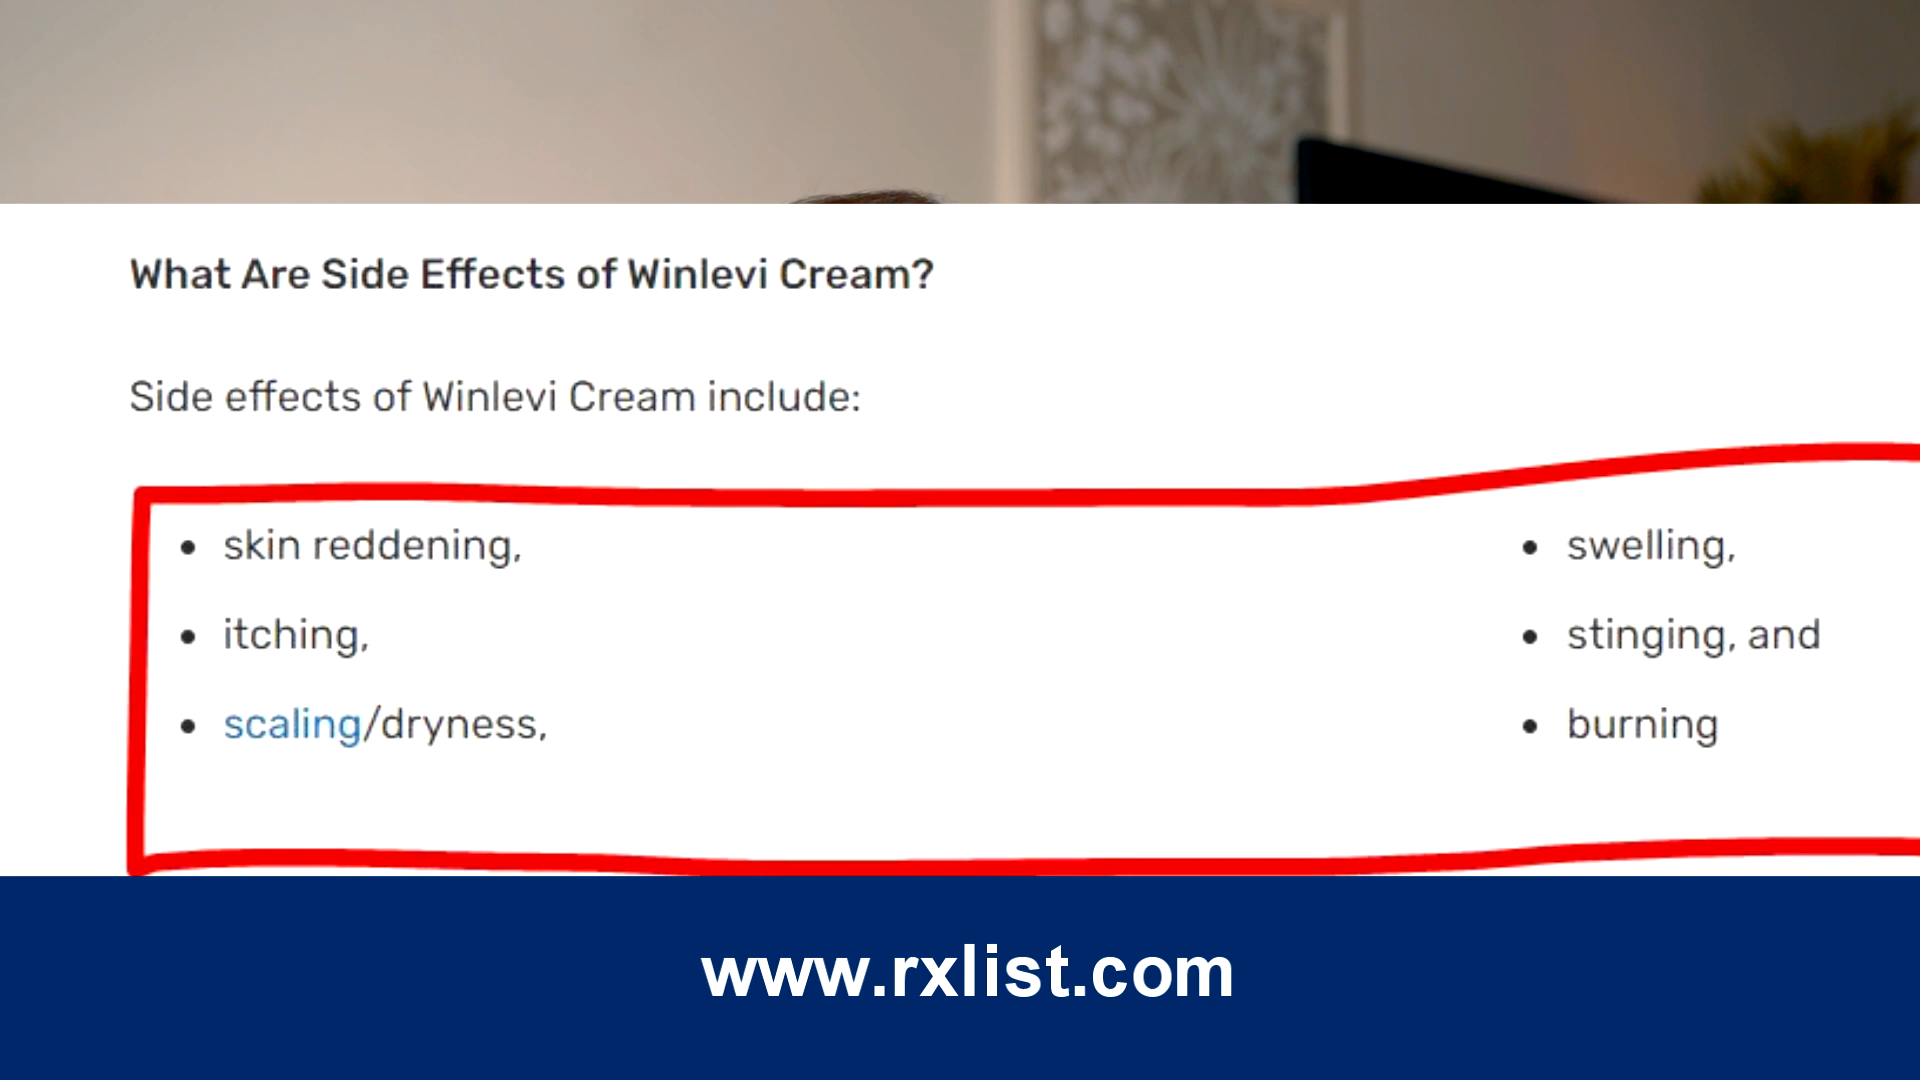 What Are Side Effects of Winlevi Cream?
Side effects of Winlevi Cream include:
• skin reddening,
• itching,
• scaling/dryness,
• swelling,
• stinging, and
• burning
www.rxlist.com